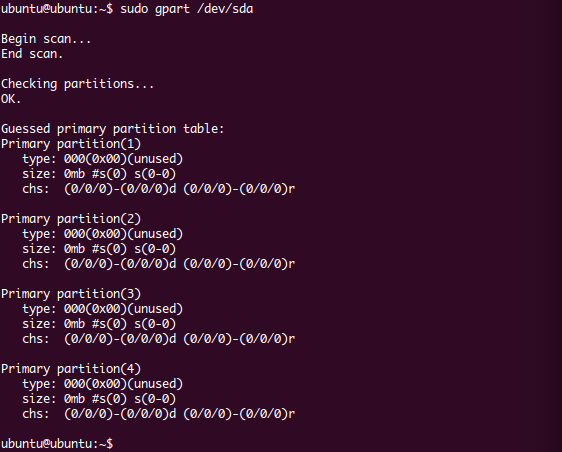 ubuntu@ubuntu:~$ sudo gpart /dev/sda
Begin scan...
End scan.
Checking partitions...
OK.
Guessed primary partition table:
Primary partition(1)
   type: 000(0x00)(unused)
   size: 0mb #s(0) s(0-0)
   chs:  (0/0/0)-(0/0/0)d (0/0/0)-(0/0/0)r
Primary partition(2)
   type: 000(0x00)(unused)
   size: 0mb #s(0) s(0-0)
   chs:  (0/0/0)-(0/0/0)d (0/0/0)-(0/0/0)r
Primary partition(3)
   type: 000(0x00)(unused)
   size: 0mb #s(0) s(0-0)
   chs:  (0/0/0)-(0/0/0)d (0/0/0)-(0/0/0)r
Primary partition(4)
   type: 000(0x00)(unused)
   size: 0mb #s(0) s(0-0)
   chs:  (0/0/0)-(0/0/0)d (0/0/0)-(0/0/0)r
ubuntu@ubuntu:~$